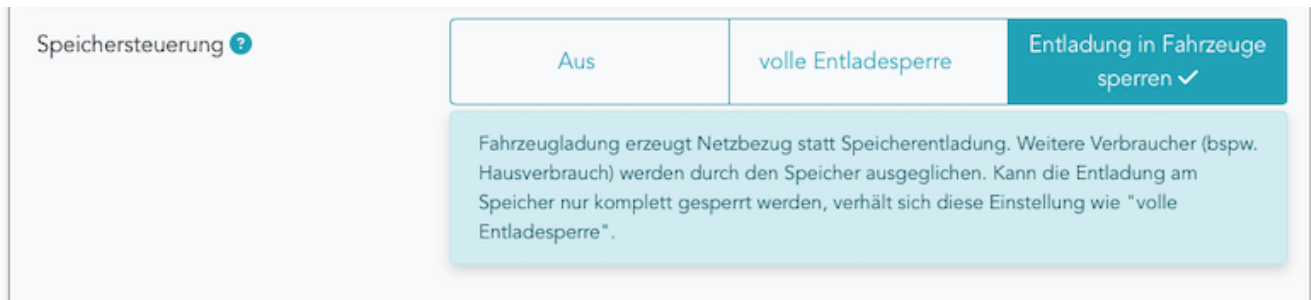 Speichersteuerung ?
Aus
volle Entladesperre
Entladung in Fahrzeuge
sperren ✓
Fahrzeugladung erzeugt Netzbezug statt Speicherentladung. Weitere Verbraucher (bspw.
Hausverbrauch) werden durch den Speicher ausgeglichen. Kann die Entladung am
Speicher nur komplett gesperrt werden, verhält sich diese Einstellung wie "volle
Entladesperre".